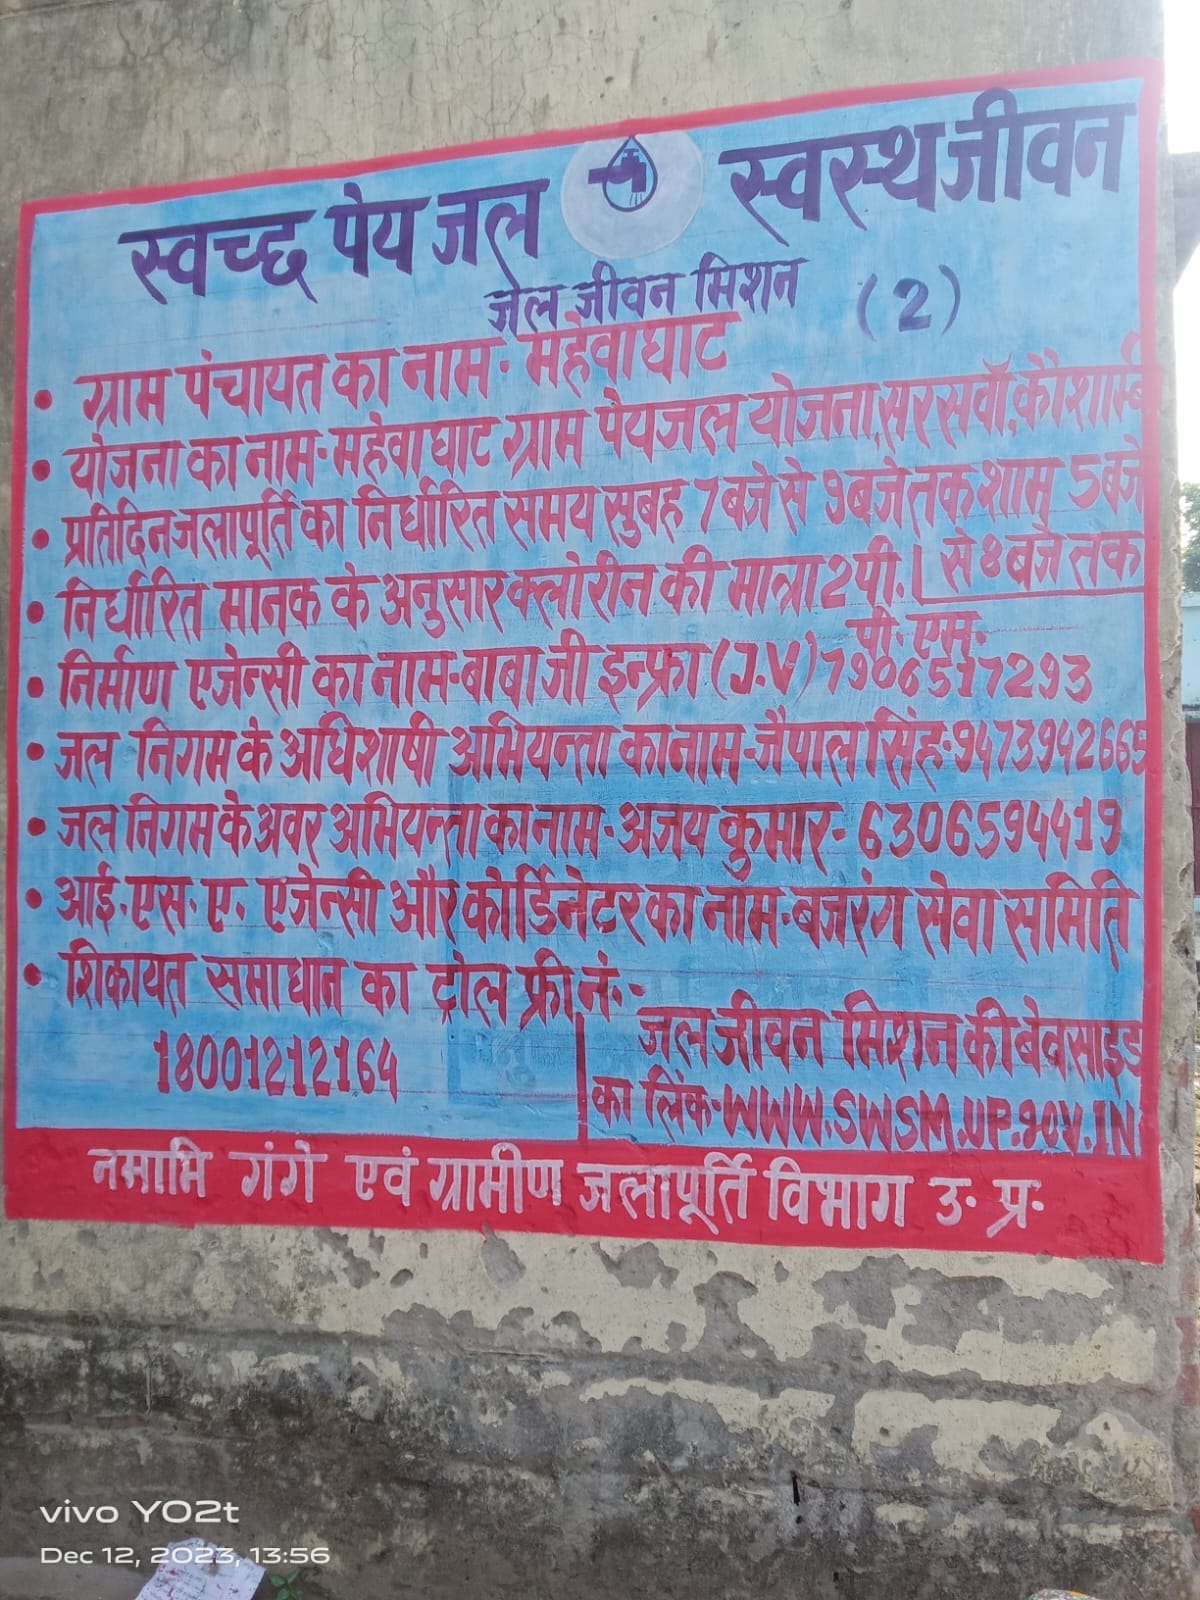 स्वच्छ पेय जल स्वस्थ जीवन
जल जीवन मिशन (2)
• ग्राम पंचायत का नाम- महेवाघाट
• योजना का नाम- महेवाघाट ग्राम पेयजल योजना,सरसवाँ,कौशाम्बी
• प्रतिदिन जलापूर्ति का निर्धारित समय सुबह 7 बजे से 9 बजे तक शाम 5 बजे
से 8 बजे तक
• निर्धारित मानक के अनुसार क्लोरीन की मात्रा 2 पी.
पी. एम.
• निर्माण एजेन्सी का नाम-बाबा जी इन्फ्रा (J.V) 7906517293
• जल निगम के अधिशाषी अभियन्ता का नाम-जैपाल सिंह-9473942665
• जल निगम के अवर अभियन्ता का नाम-अजय कुमार- 6306594419
• आई.एस.ए. एजेन्सी और कोर्डिनेटर का नाम-बजरंग सेवा समिति
• शिकायत समाधान का ट्रोल फ्री नं.-
18001212164
जल जीवन मिशन की बेवसाइड
का लिंक-WWW.SWSM.UP.gov.IN
नमामि गंगे एवं ग्रामीण जलापूर्ति विभाग उ. प्र.
vivo Y02t
Dec 12, 2023, 13:56